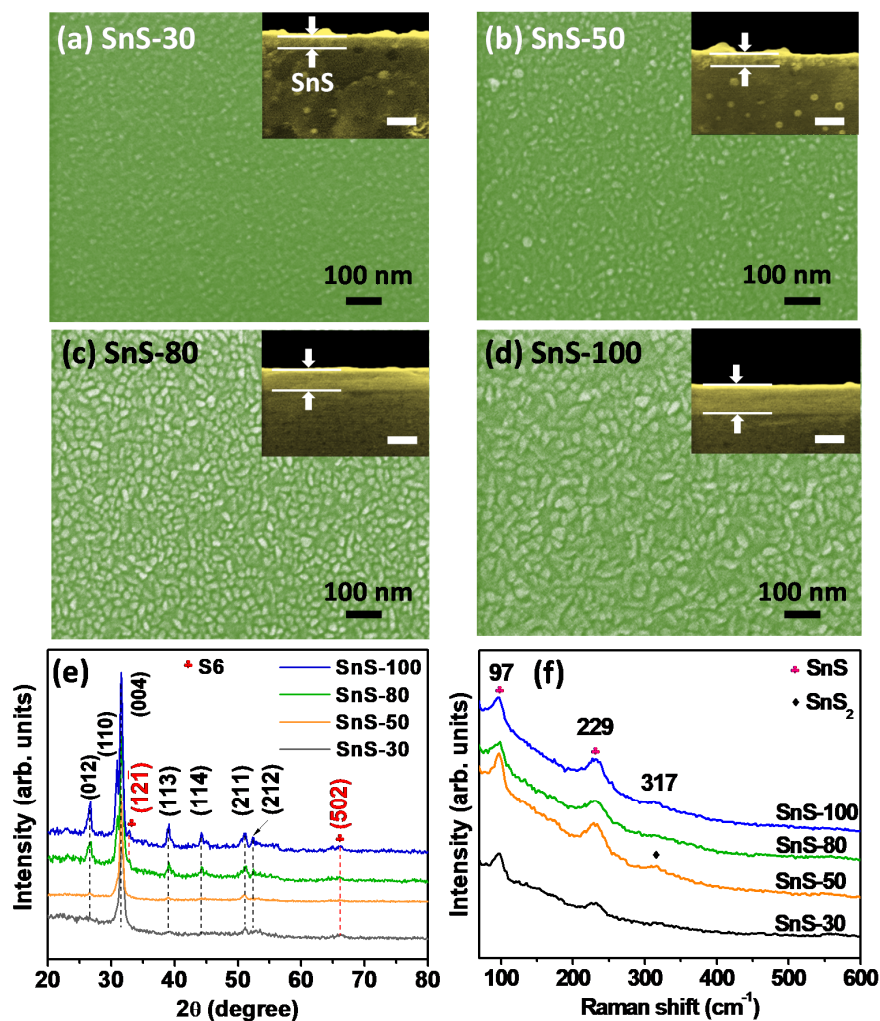 (a) SnS-30
SnS
100 nm
(b) SnS-50
100 nm
(c) SnS-80
100 nm
(d) SnS-100
100 nm
(e)
S6
SnS-100
SnS-80
SnS-50
SnS-30
(012)
(110)
(004)
(121̄)
(113)
(114)
(211)
(212)
(502)
Intensity (arb. units)
20 30 40 50 60 70 80
2θ (degree)
(f)
97
229
317
SnS
SnS₂
SnS-100
SnS-80
SnS-50
SnS-30
Intensity (arb. units)
100 200 300 400 500 600
Raman shift (cm⁻¹)